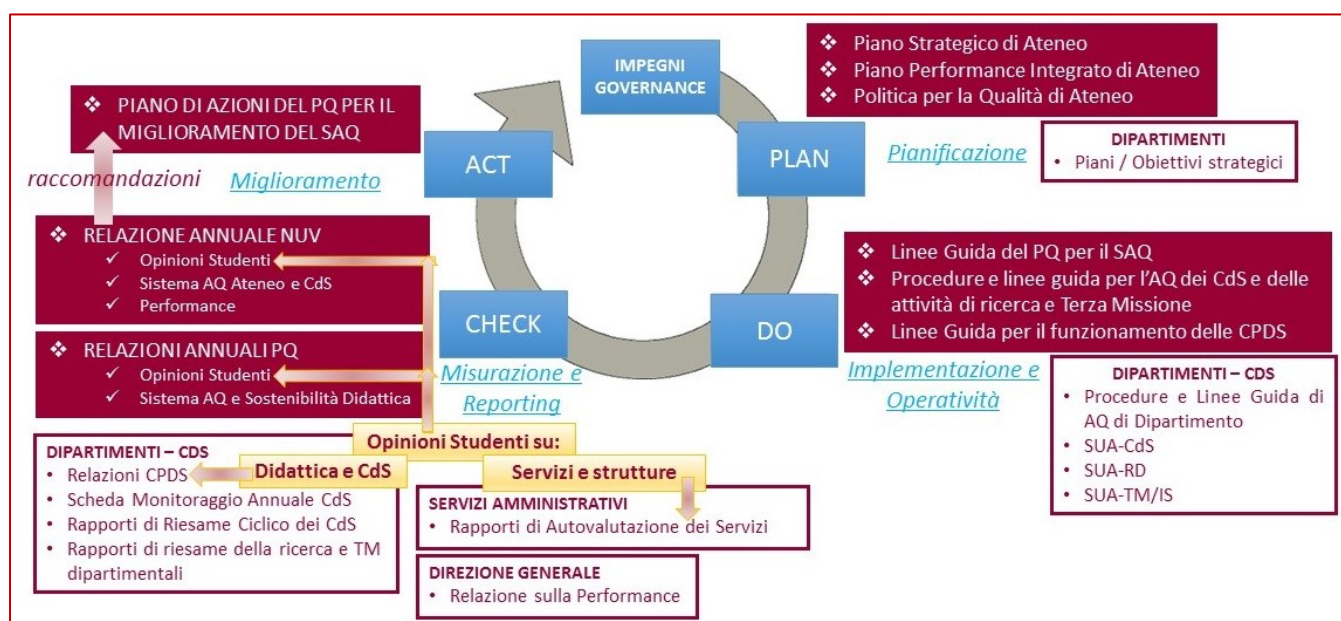 IMPEGNI
GOVERNANCE
❖ Piano Strategico di Ateneo
❖ Piano Performance Integrato di Ateneo
❖ Politica per la Qualità di Ateneo
PLAN
Pianificazione
DIPARTIMENTI
• Piani / Obiettivi strategici
❖ Linee Guida del PQ per il SAQ
❖ Procedure e linee guida per l'AQ dei CdS e delle
attività di ricerca e Terza Missione
❖ Linee Guida per il funzionamento delle CPDS
DO
Implementazione e
Operatività
DIPARTIMENTI – CDS
• Procedure e Linee Guida di
AQ di Dipartimento
• SUA-CdS
• SUA-RD
• SUA-TM/IS
CHECK
Misurazione e
Reporting
Opinioni Studenti su:
Didattica e CdS
Servizi e strutture
SERVIZI AMMINISTRATIVI
• Rapporti di Autovalutazione dei Servizi
DIREZIONE GENERALE
• Relazione sulla Performance
DIPARTIMENTI – CDS
• Relazioni CPDS
• Scheda Monitoraggio Annuale CdS
• Rapporti di Riesame Ciclico dei CdS
• Rapporti di riesame della ricerca e TM
dipartimentali
❖ RELAZIONI ANNUALI PQ
✓ Opinioni Studenti
✓ Sistema AQ e Sostenibilità Didattica
❖ RELAZIONE ANNUALE NUV
✓ Opinioni Studenti
✓ Sistema AQ Ateneo e CdS
✓ Performance
raccomandazioni
Miglioramento
ACT
❖ PIANO DI AZIONI DEL PQ PER IL
MIGLIORAMENTO DEL SAQ